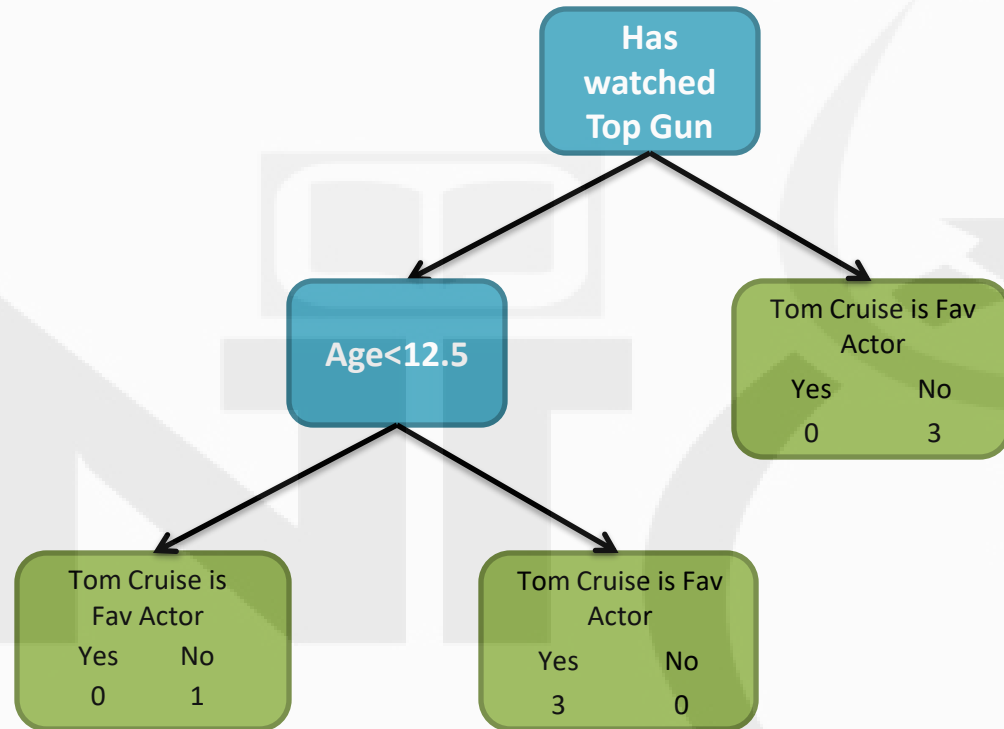 Has
watched
Top Gun
Age<12.5
Tom Cruise is Fav
Actor
Yes No
0 3
Tom Cruise is
Fav Actor
Yes No
0 1
Tom Cruise is Fav
Actor
Yes No
3 0
NTC